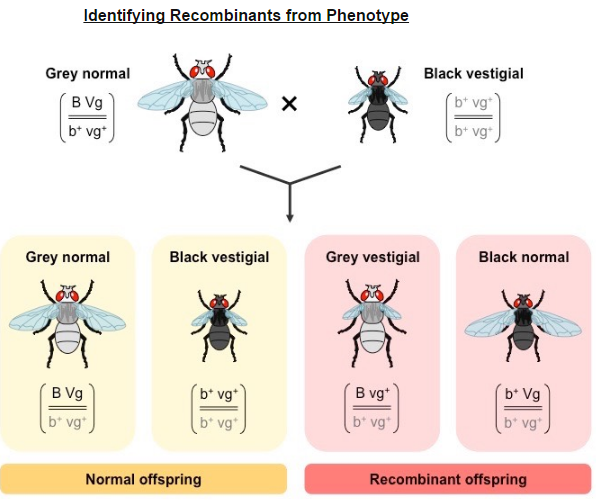 Identifying Recombinants from Phenotype
Grey normal
B Vg
b⁺ vg⁺
×
Black vestigial
b⁺ vg⁺
b⁺ vg⁺
Grey normal
B Vg
b⁺ vg⁺
Black vestigial
b⁺ vg⁺
b⁺ vg⁺
Grey vestigial
B vg⁺
b⁺ vg⁺
Black normal
b⁺ Vg
b⁺ vg⁺
Normal offspring
Recombinant offspring